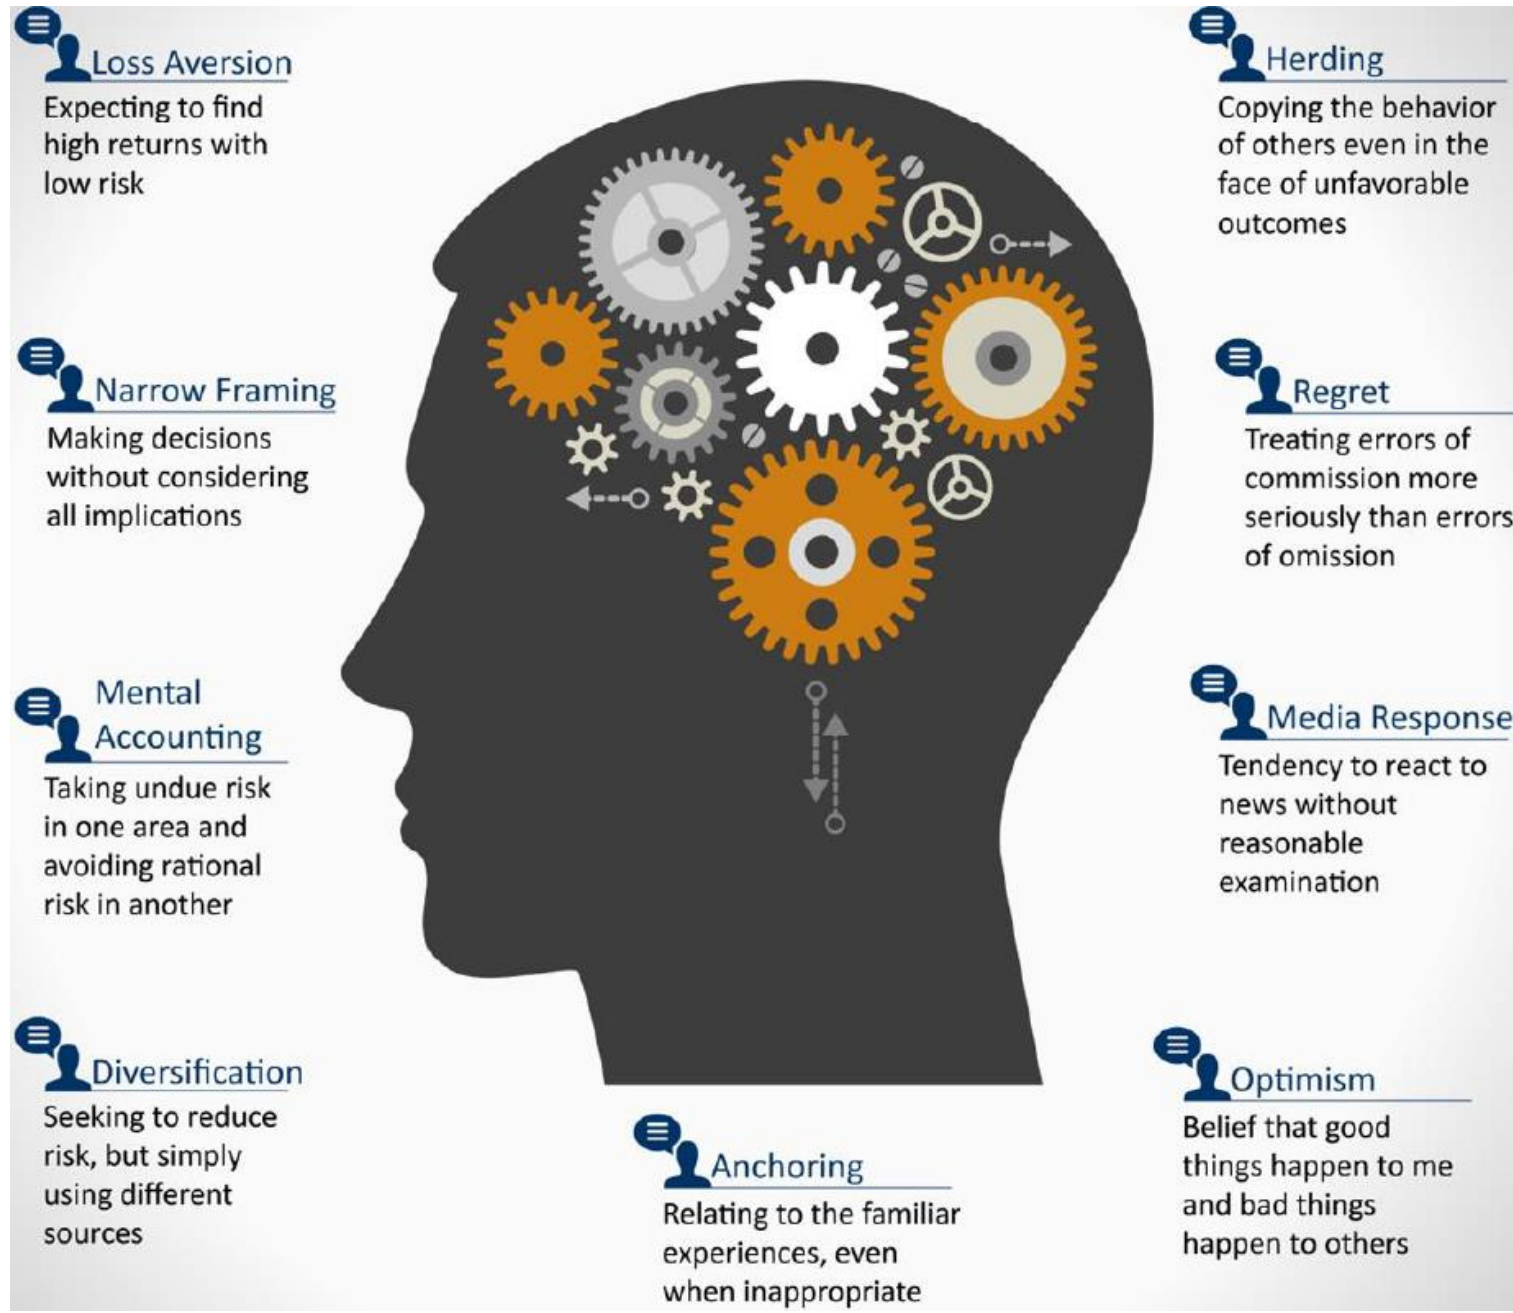 Loss Aversion
Expecting to find
high returns with
low risk
Narrow Framing
Making decisions
without considering
all implications
Mental
Accounting
Taking undue risk
in one area and
avoiding rational
risk in another
Diversification
Seeking to reduce
risk, but simply
using different
sources
Anchoring
Relating to the familiar
experiences, even
when inappropriate
Herding
Copying the behavior
of others even in the
face of unfavorable
outcomes
Regret
Treating errors of
commission more
seriously than errors
of omission
Media Response
Tendency to react to
news without
reasonable
examination
Optimism
Belief that good
things happen to me
and bad things
happen to others